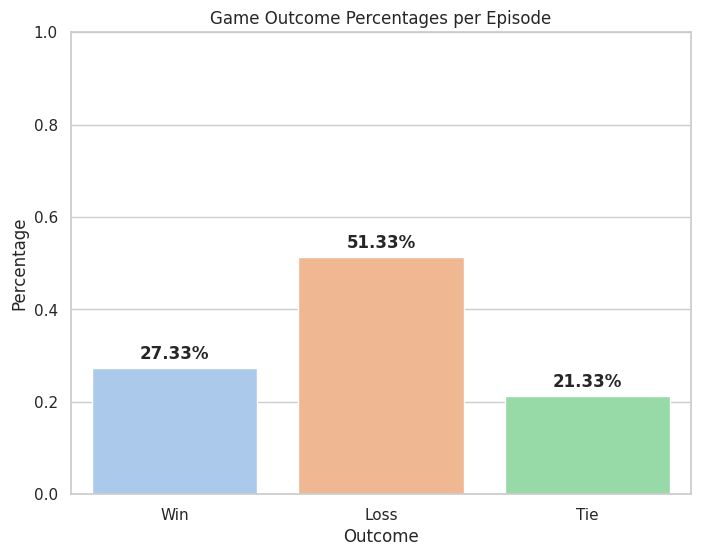 Game Outcome Percentages per Episode
1.0
0.8
0.6
0.4
0.2
0.0
Percentage
27.33%
51.33%
21.33%
Win
Loss
Tie
Outcome